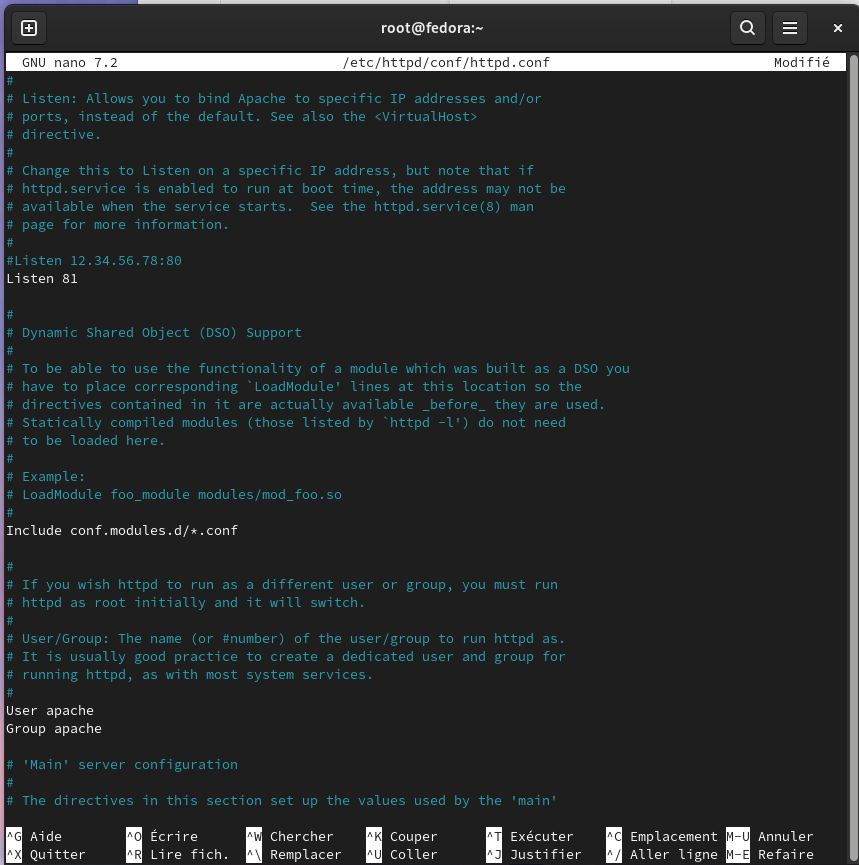 root@fedora:~
GNU nano 7.2 /etc/httpd/conf/httpd.conf Modifié
#
# Listen: Allows you to bind Apache to specific IP addresses and/or
# ports, instead of the default. See also the <VirtualHost>
# directive.
#
# Change this to Listen on a specific IP address, but note that if
# httpd.service is enabled to run at boot time, the address may not be
# available when the service starts.  See the httpd.service(8) man
# page for more information.
#
#Listen 12.34.56.78:80
Listen 81

#
# Dynamic Shared Object (DSO) Support
#
# To be able to use the functionality of a module which was built as a DSO you
# have to place corresponding `LoadModule' lines at this location so the
# directives contained in it are actually available _before_ they are used.
# Statically compiled modules (those listed by `httpd -l') do not need
# to be loaded here.
#
# Example:
# LoadModule foo_module modules/mod_foo.so
#
Include conf.modules.d/*.conf

#
# If you wish httpd to run as a different user or group, you must run
# httpd as root initially and it will switch.
#
# User/Group: The name (or #number) of the user/group to run httpd as.
# It is usually good practice to create a dedicated user and group for
# running httpd, as with most system services.
#
User apache
Group apache

# 'Main' server configuration
#
# The directives in this section set up the values used by the 'main'

^G Aide ^O Écrire ^W Chercher ^K Couper ^T Exécuter ^C Emplacement M-U Annuler
^X Quitter ^R Lire fich. ^\ Remplacer ^U Coller ^J Justifier ^/ Aller ligne M-E Refaire